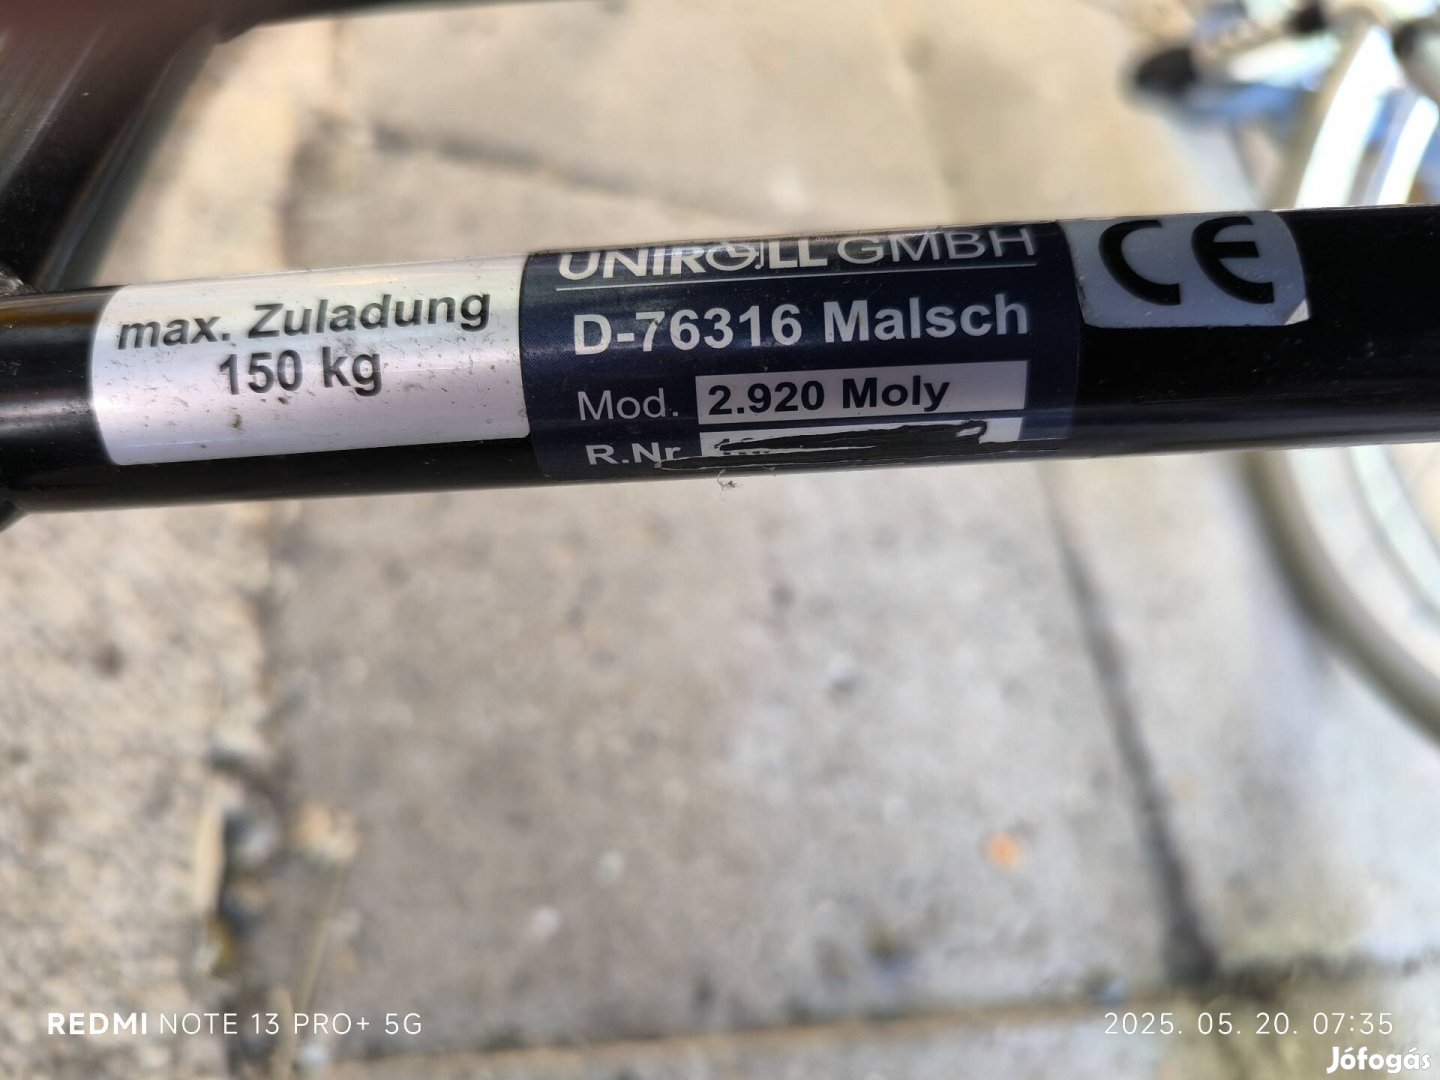 max. Zuladung
150 kg
UNIROLL GMBH
D-76316 Malsch
Mod. 2.920 Moly
R.Nr
CE
REDMI NOTE 13 PRO+ 5G
2025. 05. 20. 07:35
Jófogás